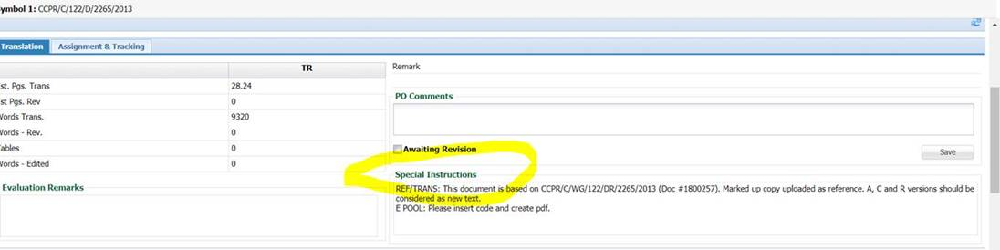 ymbol 1: CCPR/C/122/D/2265/2013
Translation Assignment & Tracking
TR
st. Pgs. Trans 28.24
st Pgs. Rev 0
Words Trans. 9320
Words - Rev. 0
ables 0
Words - Edited 0
Evaluation Remarks
Remark
PO Comments
Awaiting Revision
Save
Special Instructions
REF/TRANS: This document is based on CCPR/C/WG/122/DR/2265/2013 (Doc #1800257). Marked up copy uploaded as reference. A, C and R versions should be
considered as new text.
E POOL: Please insert code and create pdf.